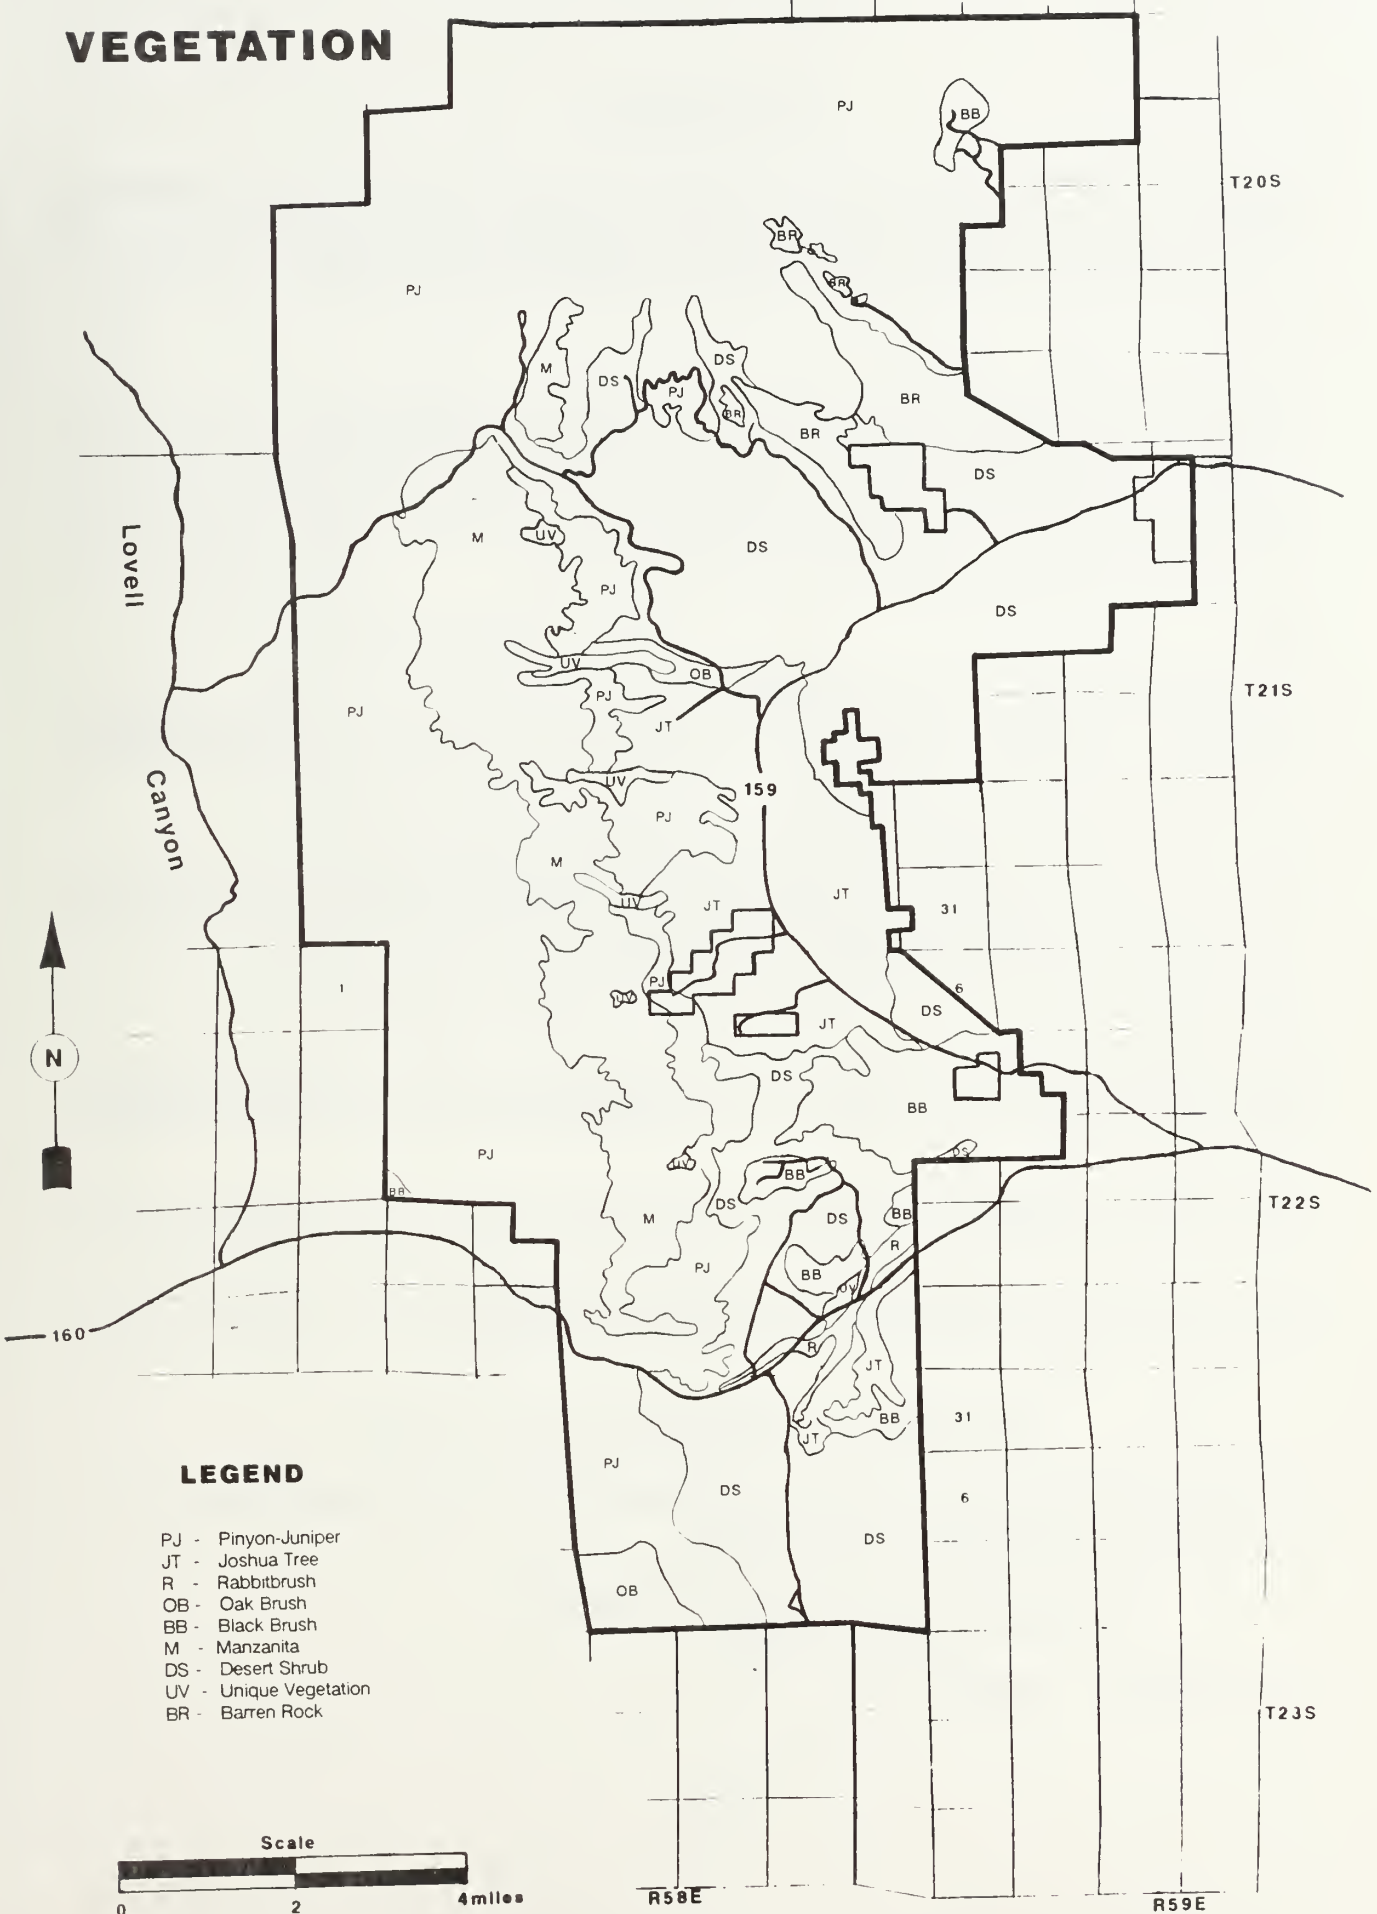 VEGETATION
PJ
BB
T20S
BR
PJ
BR
M
DS
PJ
DS
BR
BR
BR
DS
Lovell
M
UV
DS
PJ
DS
UV
OB
T21S
PJ
PJ
JT
Canyon
UV
159
PJ
M
UV
JT
JT
31
1
PJ
UV
6
DS
JT
N
DS
BB
PJ
UV
DS
BB
BR
DS
M
DS
BB
T22S
R
PJ
BB
UV
160
R
JT
BB
31
JT
PJ
DS
6
DS
OB
LEGEND
PJ - Pinyon-Juniper
JT - Joshua Tree
R - Rabbitbrush
OB - Oak Brush
BB - Black Brush
M - Manzanita
DS - Desert Shrub
UV - Unique Vegetation
BR - Barren Rock
T23S
Scale
0 2 4miles
R58E
R59E